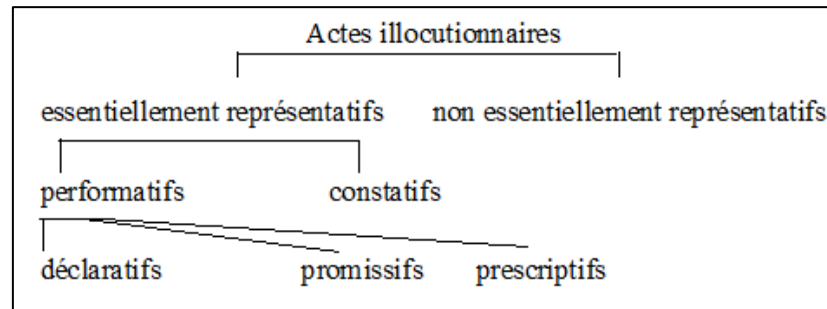 Actes illocutionnaires
essentiellement représentatifs non essentiellement représentatifs
performatifs constatifs
déclaratifs promissifs prescriptifs